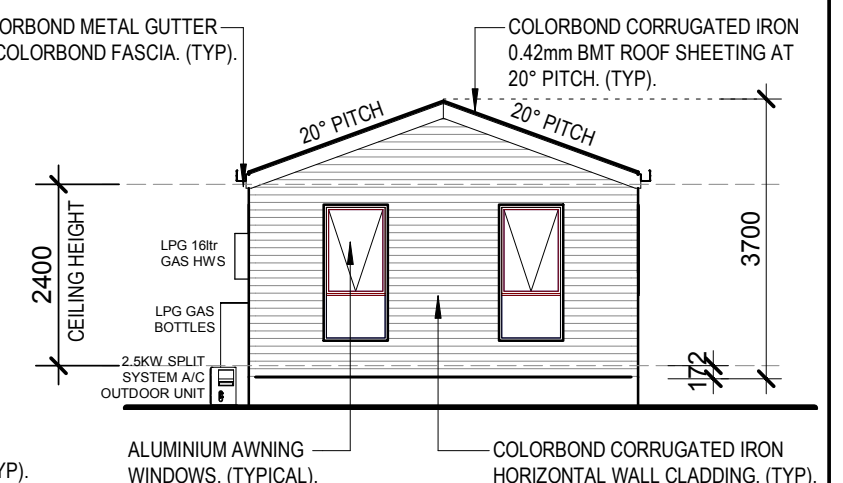 ORBOND METAL GUTTER
COLORBOND FASCIA. (TYP).
COLORBOND CORRUGATED IRON
0.42mm BMT ROOF SHEETING AT
20° PITCH. (TYP).
20° PITCH
20° PITCH
2400
CEILING HEIGHT
LPG 16ltr
GAS HWS
LPG GAS
BOTTLES
2.5KW SPLIT
SYSTEM A/C
OUTDOOR UNIT
3700
172
YP).
ALUMINIUM AWNING
WINDOWS. (TYPICAL).
COLORBOND CORRUGATED IRON
HORIZONTAL WALL CLADDING. (TYP).